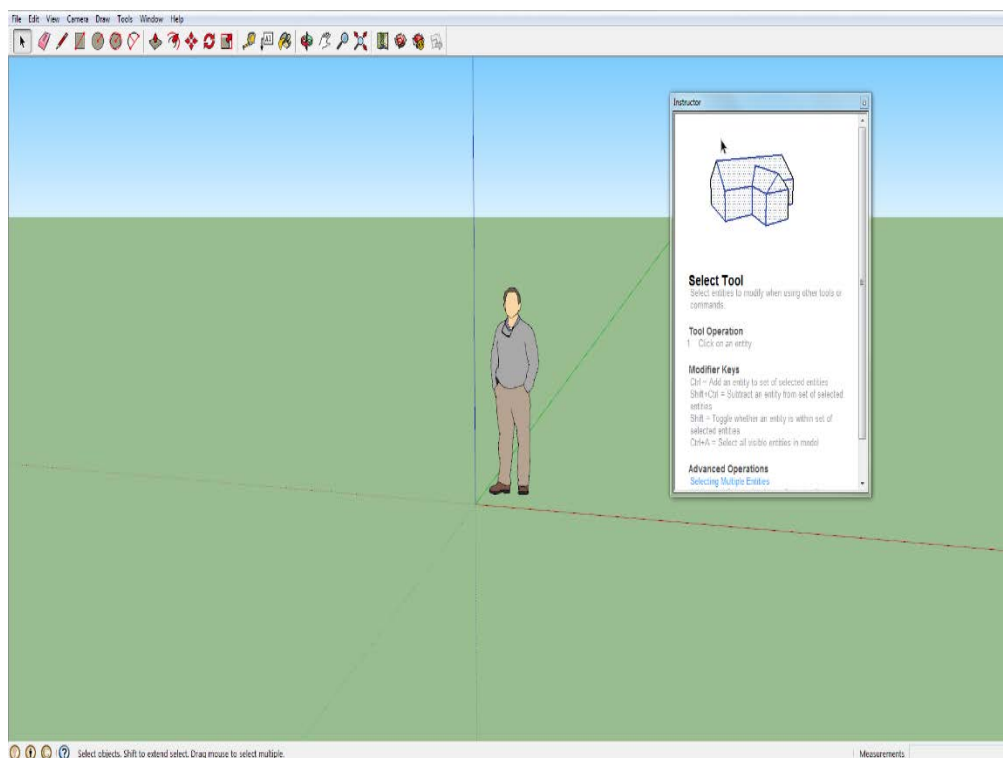 File Edit View Camera Draw Tools Window Help
A1
Instructor
Select Tool
Select entities to modify when using other tools or
commands.
Tool Operation
1 Click on an entity
Modifier Keys
Ctrl = Add an entity to set of selected entities
Shift+Ctrl = Subtract an entity from set of selected
entities
Shift = Toggle whether an entity is within set of
selected entities
Ctrl+A = Select all visible entities in model
Advanced Operations
Selecting Multiple Entities
Select objects. Shift to extend select. Drag mouse to select multiple.
Measurements